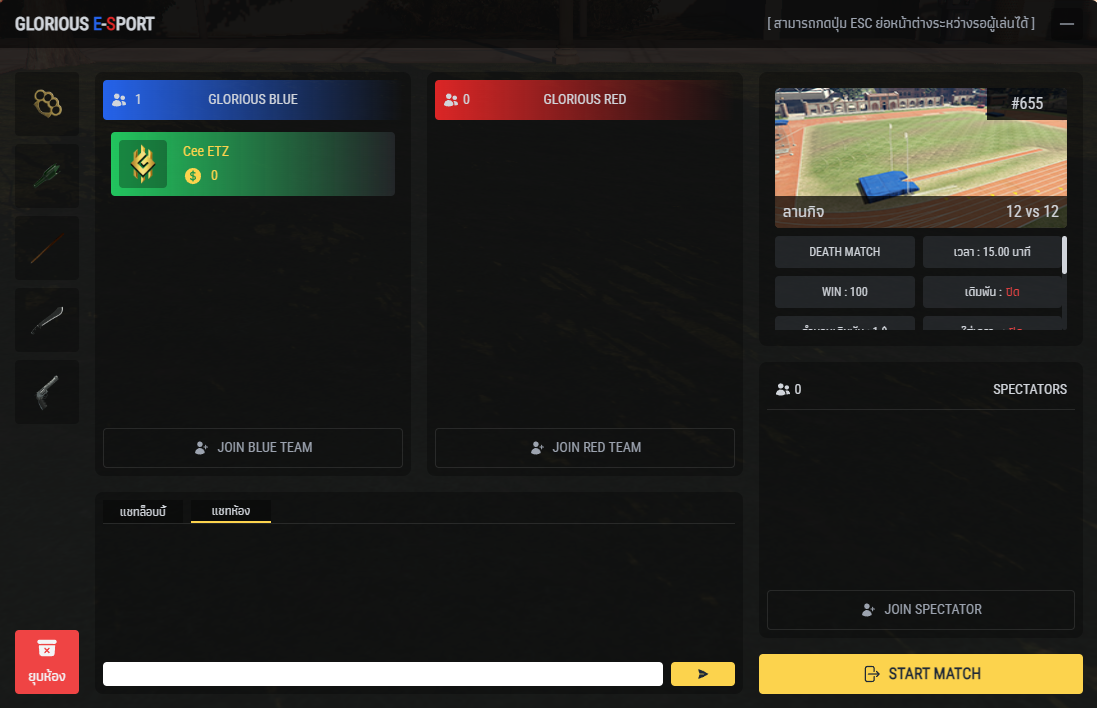 GLORIOUS E-SPORT
[ สามารถกดปุ่ม ESC ย่อหน้าต่างระหว่างรอผู้เล่นได้ ]
1 GLORIOUS BLUE
0 GLORIOUS RED
#655
Cee ETZ
$ 0
ลานกิจ
12 vs 12
DEATH MATCH
เวลา : 15.00 นาที
WIN : 100
เดิมพัน : ปิด
0 SPECTATORS
JOIN BLUE TEAM
JOIN RED TEAM
แชทล็อบบี้
แชทห้อง
JOIN SPECTATOR
ยุบห้อง
START MATCH